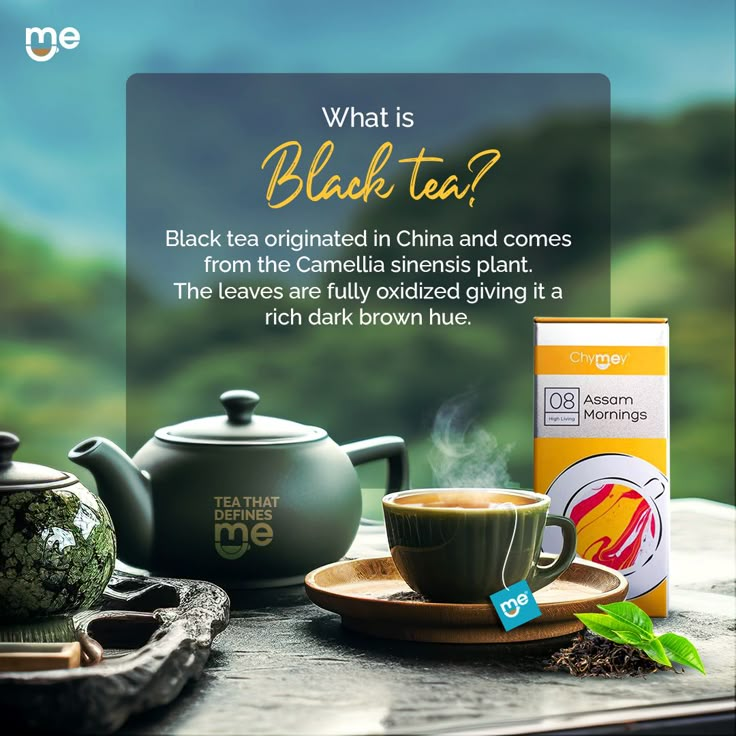 me
What is
Black tea?
Black tea originated in China and comes
from the Camellia sinensis plant.
The leaves are fully oxidized giving it a
rich dark brown hue.
Chymey
08
High Living
Assam
Mornings
TEA THAT
DEFINES
me
me